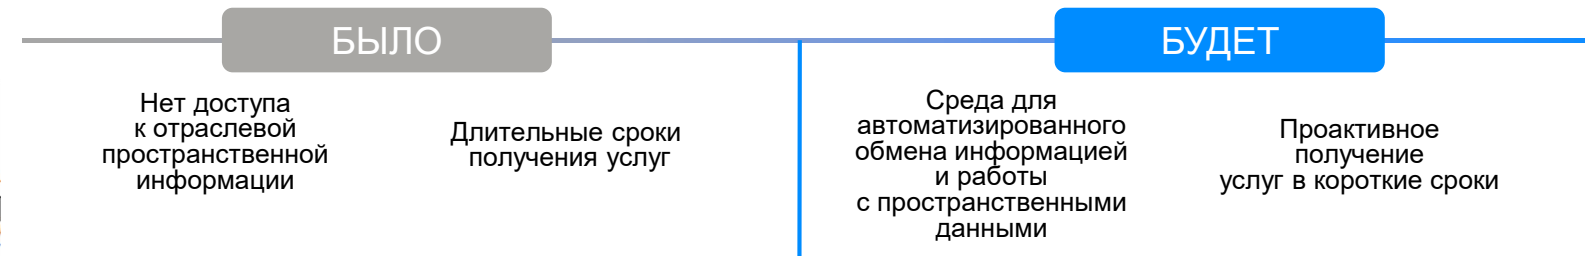 БЫЛО
Нет доступа
к отраслевой
пространственной
информации
Длительные сроки
получения услуг
БУДЕТ
Среда для
автоматизированного
обмена информацией
и работы
с пространственными
данными
Проактивное
получение
услуг в короткие сроки